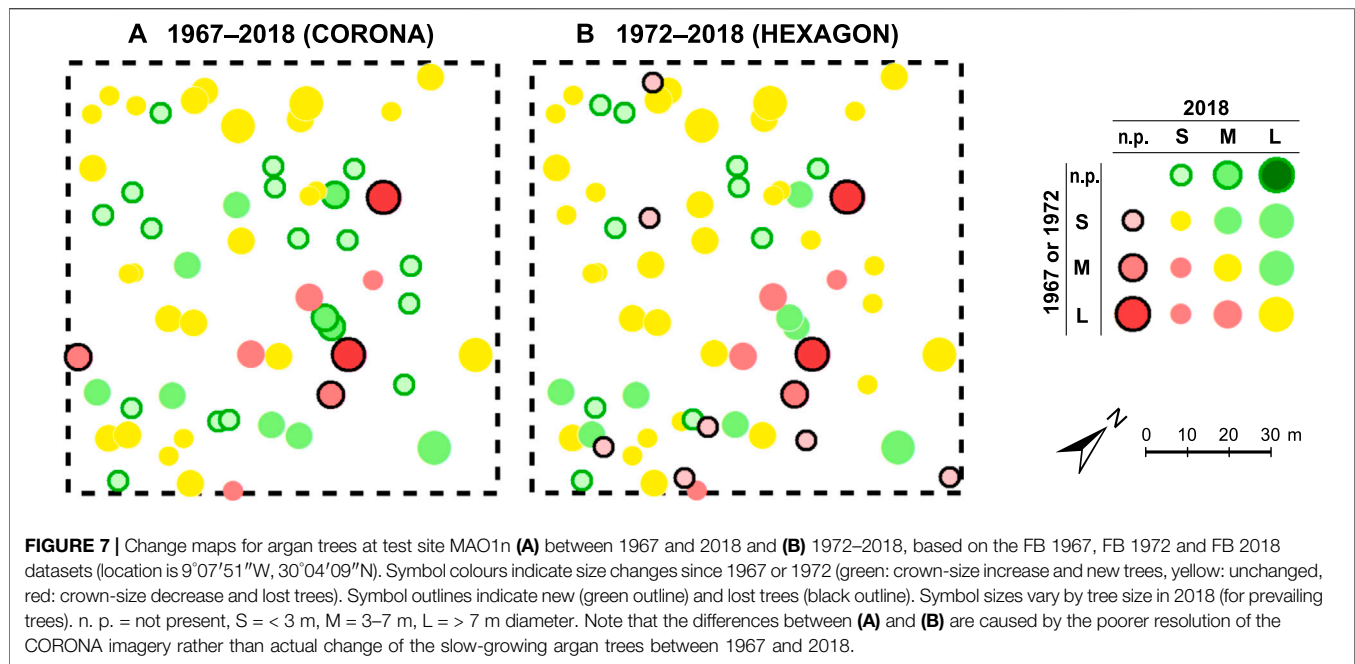 A 1967–2018 (CORONA)
B 1972–2018 (HEXAGON)
2018
n.p. S M L
1967 or 1972
n.p.
S
M
L
N
0 10 20 30 m
FIGURE 7 | Change maps for argan trees at test site MAO1n (A) between 1967 and 2018 and (B) 1972–2018, based on the FB 1967, FB 1972 and FB 2018
datasets (location is 9°07′51″W, 30°04′09″N). Symbol colours indicate size changes since 1967 or 1972 (green: crown-size increase and new trees, yellow: unchanged,
red: crown-size decrease and lost trees). Symbol outlines indicate new (green outline) and lost trees (black outline). Symbol sizes vary by tree size in 2018 (for prevailing
trees). n. p. = not present, S = < 3 m, M = 3–7 m, L = > 7 m diameter. Note that the differences between (A) and (B) are caused by the poorer resolution of the
CORONA imagery rather than actual change of the slow-growing argan trees between 1967 and 2018.